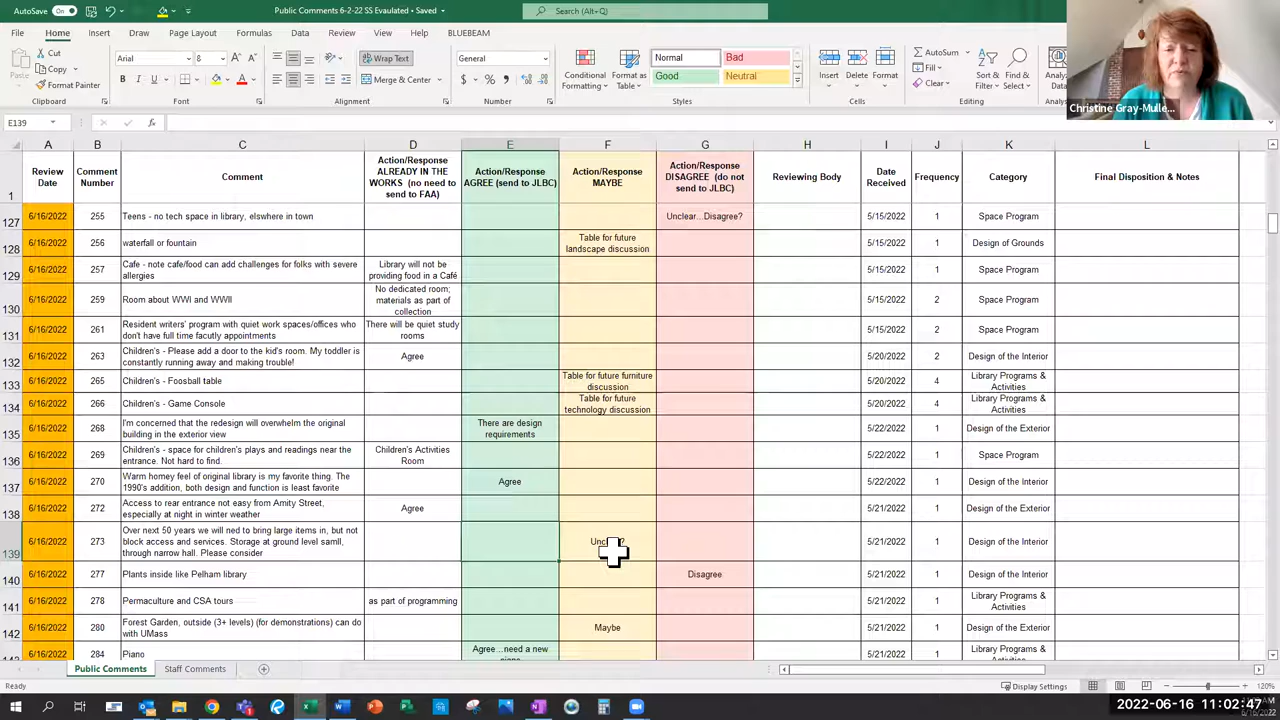 AutoSave On Public Comments 6-2-22 SS Evaulated • Saved Search (Alt+Q)
File Home Insert Draw Page Layout Formulas Data Review View Help BLUEBEAM
Cut Copy Format Painter Paste Clipboard
Arial 8 B I U Font
Wrap Text Merge & Center Alignment
General $ % Number
Conditional Formatting Format as Table Normal Bad Good Neutral Styles
Insert Delete Format Cells
AutoSum Fill Clear Sort & Filter Find & Select Editing
Christine Gray-Mulle...
E139 fx
A B C D E F G H I J K L
1 Review Date Comment Number Comment Action/Response ALREADY IN THE WORKS (no need to send to FAA) Action/Response AGREE (send to JLBC) Action/Response MAYBE Action/Response DISAGREE (do not send to JLBC) Reviewing Body Date Received Frequency Category Final Disposition & Notes
127 6/16/2022 255 Teens - no tech space in library, elswhere in town Unclear...Disagree? 5/15/2022 1 Space Program
128 6/16/2022 256 waterfall or fountain Table for future landscape discussion 5/15/2022 1 Design of Grounds
129 6/16/2022 257 Cafe - note cafe/food can add challenges for folks with severe allergies Library will not be providing food in a Café 5/15/2022 1 Space Program
130 6/16/2022 259 Room about WWI and WWII No dedicated room; materials as part of collection 5/15/2022 2 Space Program
131 6/16/2022 261 Resident writers' program with quiet work spaces/offices who don't have full time facutly appointments There will be quiet study rooms 5/15/2022 2 Space Program
132 6/16/2022 263 Children's - Please add a door to the kid's room. My toddler is constantly running away and making trouble! Agree 5/20/2022 2 Design of the Interior
133 6/16/2022 265 Children's - Foosball table Table for future furniture discussion 5/20/2022 4 Library Programs & Activities
134 6/16/2022 266 Children's - Game Console Table for future technology discussion 5/20/2022 4 Library Programs & Activities
135 6/16/2022 268 I'm concerned that the redesign will overwhelm the original building in the exterior view There are design requirements 5/22/2022 1 Design of the Exterior
136 6/16/2022 269 Children's - space for children's plays and readings near the entrance. Not hard to find. Children's Activities Room 5/22/2022 1 Space Program
137 6/16/2022 270 Warm homey feel of original library is my favorite thing. The 1990's addition, both design and function is least favorite Agree 5/22/2022 1 Design of the Interior
138 6/16/2022 272 Access to rear entrance not easy from Amity Street, especially at night in winter weather Agree 5/21/2022 1 Design of the Exterior
139 6/16/2022 273 Over next 50 years we will ned to bring large items in, but not block access and services. Storage at ground level samll, through narrow hall. Please consider 5/21/2022 1 Design of the Interior
140 6/16/2022 277 Plants inside like Pelham library Disagree 5/21/2022 1 Design of the Interior
141 6/16/2022 278 Permaculture and CSA tours as part of programming 5/21/2022 1 Library Programs & Activities
142 6/16/2022 280 Forest Garden, outside (3+ levels) (for demonstrations) can do with UMass Maybe 5/21/2022 1 Design of the Exterior
6/16/2022 284 Piano Agree...need a new 5/21/2022 1 Library Programs &
Public Comments Staff Comments
Ready Display Settings 120%
2022-06-16 11:02:47